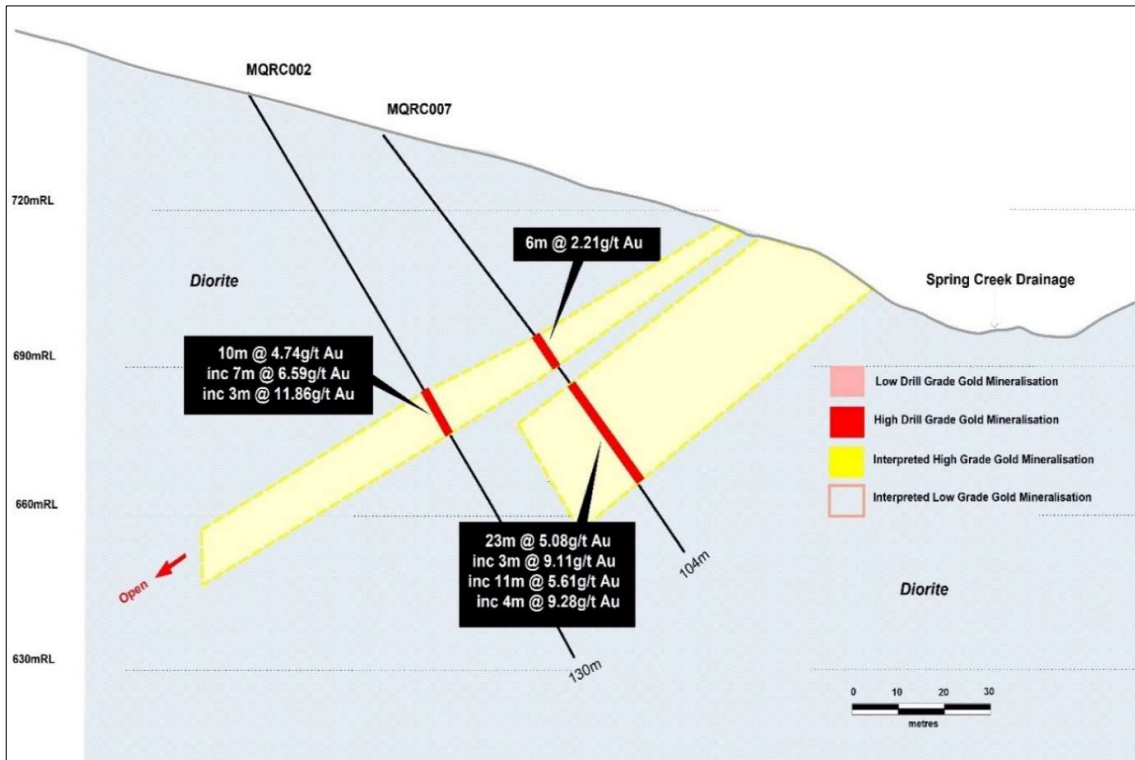 MQRC002
MQRC007
720mRL
6m @ 2.21g/t Au
Diorite
Spring Creek Drainage
690mRL
10m @ 4.74g/t Au
inc 7m @ 6.59g/t Au
inc 3m @ 11.86g/t Au
Low Drill Grade Gold Mineralisation
High Drill Grade Gold Mineralisation
Interpreted High Grade Gold Mineralisation
Interpreted Low Grade Gold Mineralisation
660mRL
23m @ 5.08g/t Au
inc 3m @ 9.11g/t Au
inc 11m @ 5.61g/t Au
inc 4m @ 9.28g/t Au
104m
Open
Diorite
630mRL
130m
0 10 20 30
metres